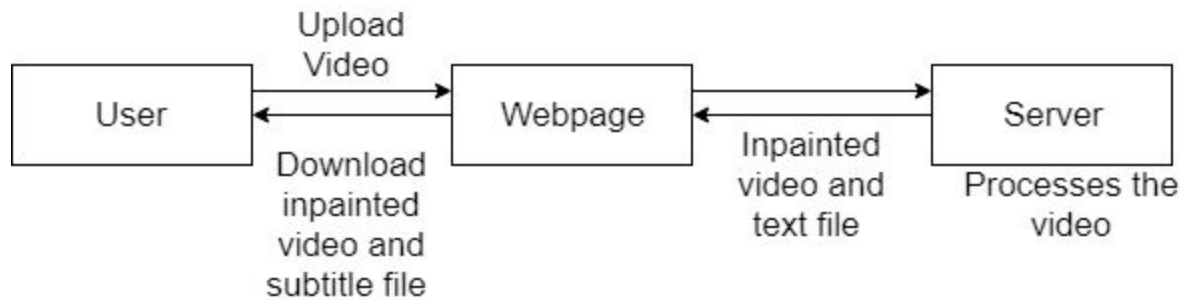 Upload
Video
User
Webpage
Server
Download
inpainted
video and
subtitle file
Inpainted
video and
text file
Processes the
video